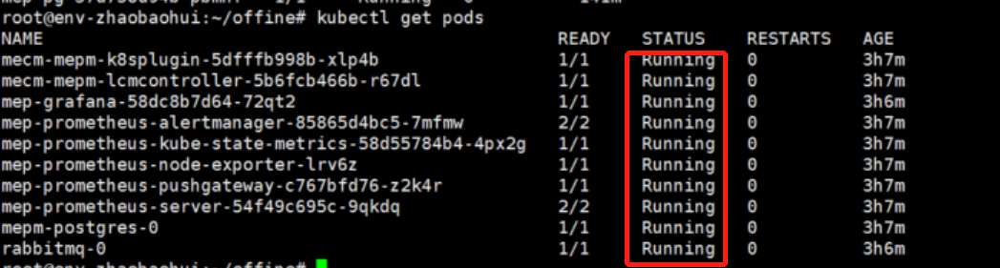 root@env-zhaobaohui:~/offine# kubectl get pods
NAME READY STATUS RESTARTS AGE
mecm-mepm-k8splugin-5dfffb998b-xlp4b 1/1 Running 0 3h7m
mecm-mepm-lcmcontroller-5b6fcb466b-r67dl 1/1 Running 0 3h7m
mep-grafana-58dc8b7d64-72qt2 1/1 Running 0 3h6m
mep-prometheus-alertmanager-85865d4bc5-7mfmw 2/2 Running 0 3h7m
mep-prometheus-kube-state-metrics-58d55784b4-4px2g 1/1 Running 0 3h7m
mep-prometheus-node-exporter-lrv6z 1/1 Running 0 3h7m
mep-prometheus-pushgateway-c767bfd76-z2k4r 1/1 Running 0 3h7m
mep-prometheus-server-54f49c695c-9qkdq 2/2 Running 0 3h7m
mepm-postgres-0 1/1 Running 0 3h7m
rabbitmq-0 1/1 Running 0 3h6m
root@env-zhaobaohui:~/offine#